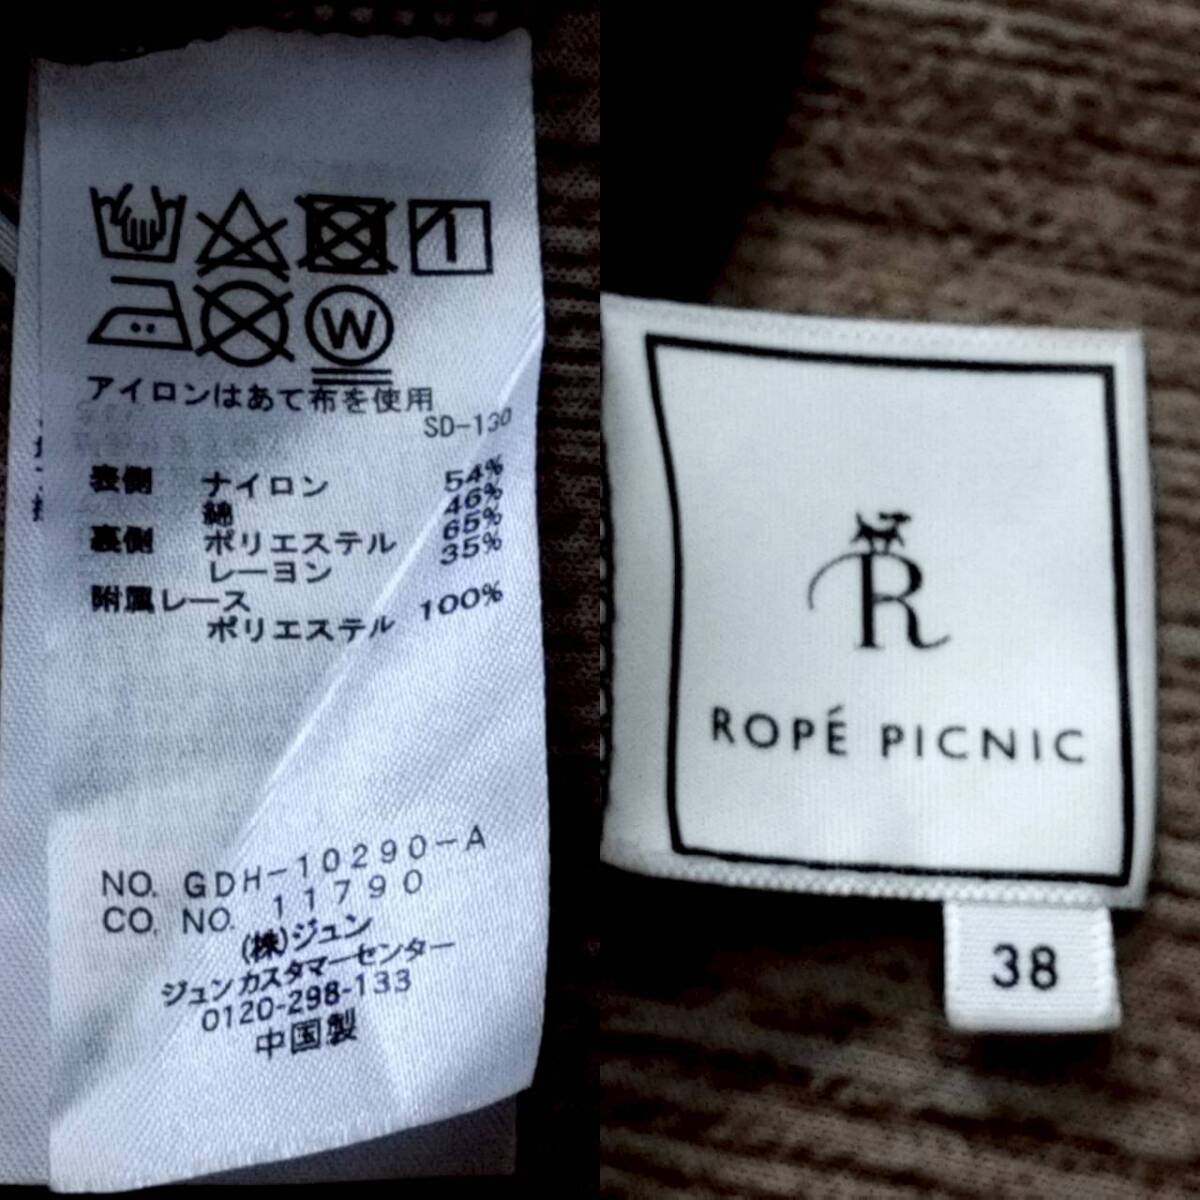 W
アイロンはあて布を使用
SD-130
表側 ナイロン 54%
綿 46%
裏側 ポリエステル 65%
レーヨン 35%
附属レース
ポリエステル 100%
NO. GDH-10290-A
CO. NO. 11790
(株)ジュン
ジュンカスタマーセンター
0120-298-133
中国製
R
ROPÉ PICNIC
38